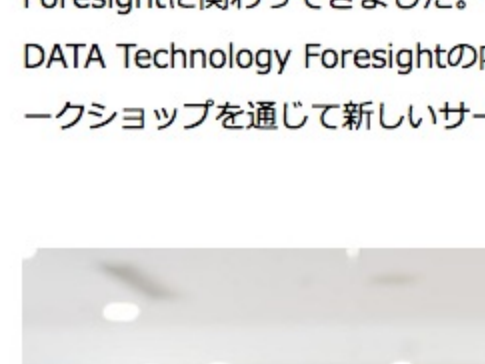 Foresightに関わってきました。
DATA Technology Foresightの
ークショップを通じて新しいサー